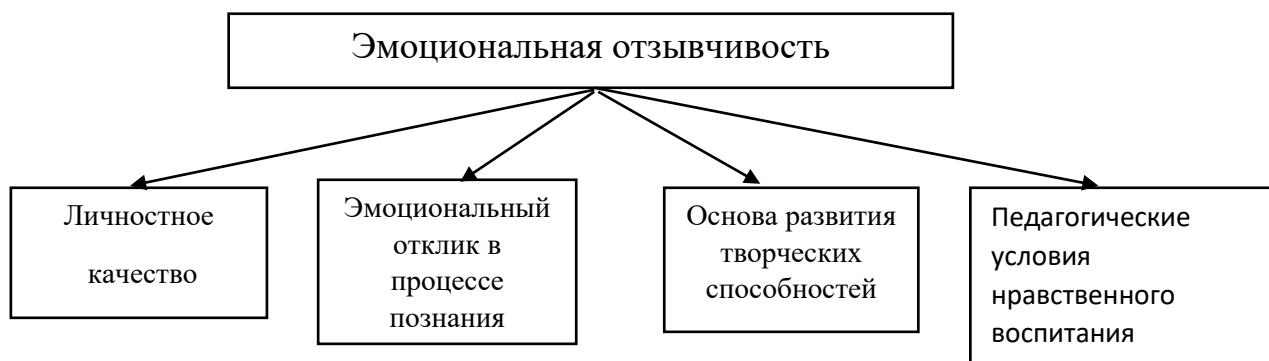 Эмоциональная отзывчивость
Личностное
качество
Эмоциональный
отклик в
процессе
познания
Основа развития
творческих
способностей
Педагогические
условия
нравственного
воспитания